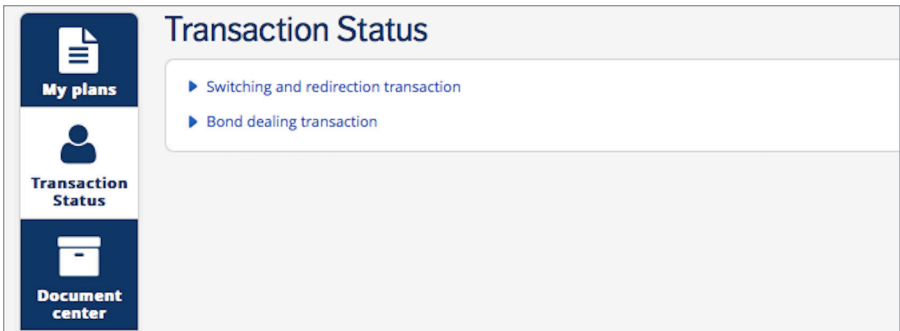 My plans
Transaction
Status
Document
center
Transaction Status
Switching and redirection transaction
Bond dealing transaction